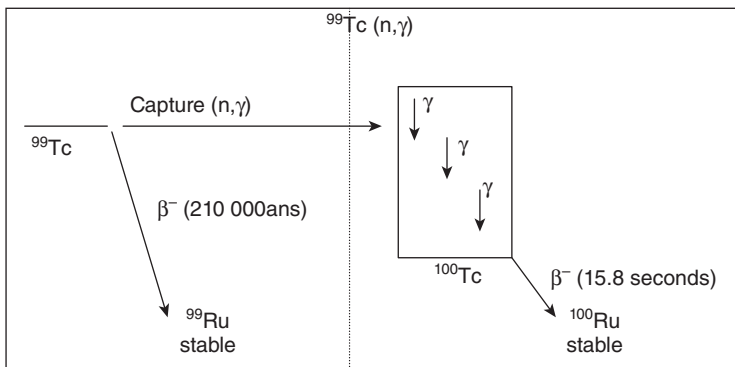 ⁹⁹Tc (n,γ)
Capture (n,γ)
⁹⁹Tc
β⁻ (210 000ans)
⁹⁹Ru
stable
γ
γ
γ
¹⁰⁰Tc
β⁻ (15.8 seconds)
¹⁰⁰Ru
stable